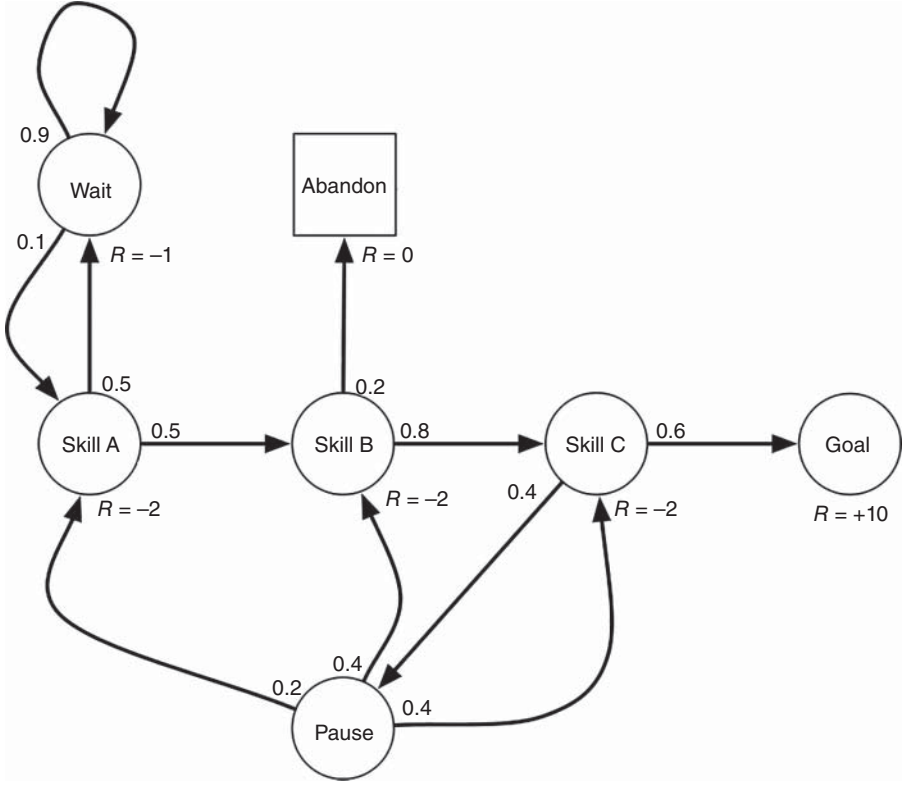 0.9
Wait
Abandon
0.1
R = –1
R = 0
0.5
0.2
Skill A
0.5
Skill B
0.8
Skill C
0.6
Goal
R = –2
R = –2
0.4
R = –2
R = +10
0.4
0.2
0.4
Pause